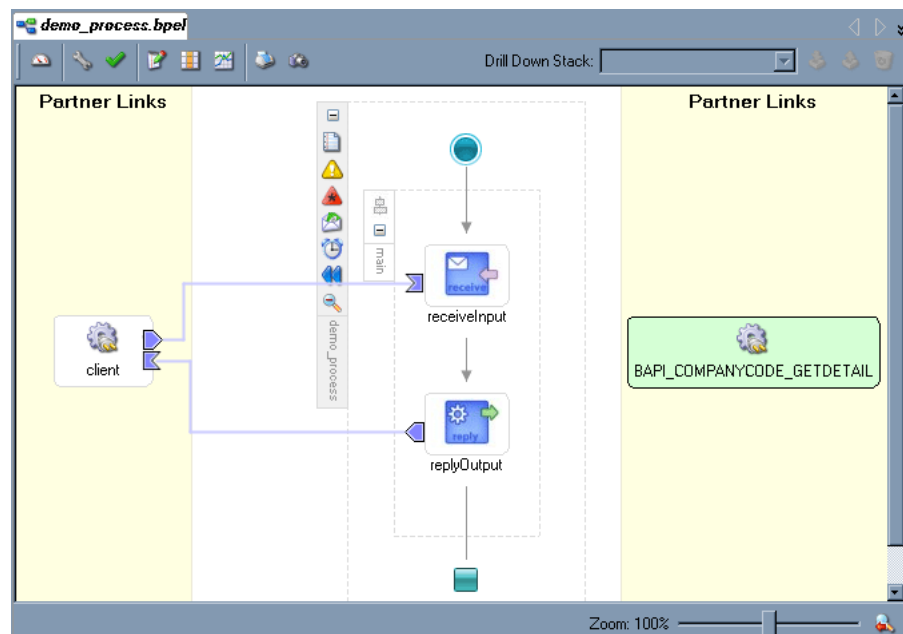 demo_process.bpel
Drill Down Stack:
Partner Links
Partner Links
main
receive
receiveInput
demo_process
client
BAPI_COMPANYCODE_GETDETAIL
reply
replyOutput
Zoom: 100%